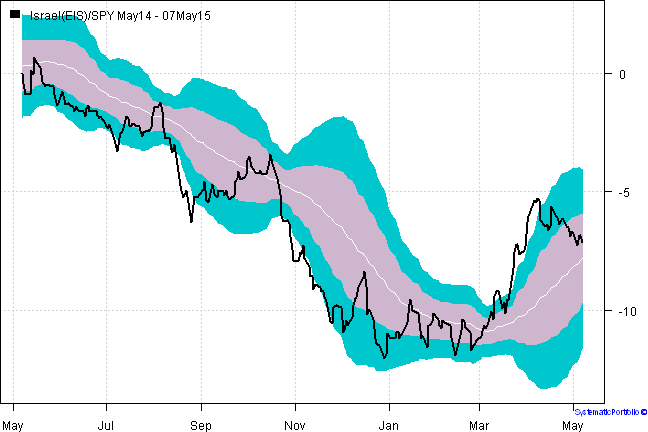 Israel(EIS)/SPY May14 - 07May15
0
-5
-10
SystematicPortfolio ©
May Jul Sep Nov Jan Mar May